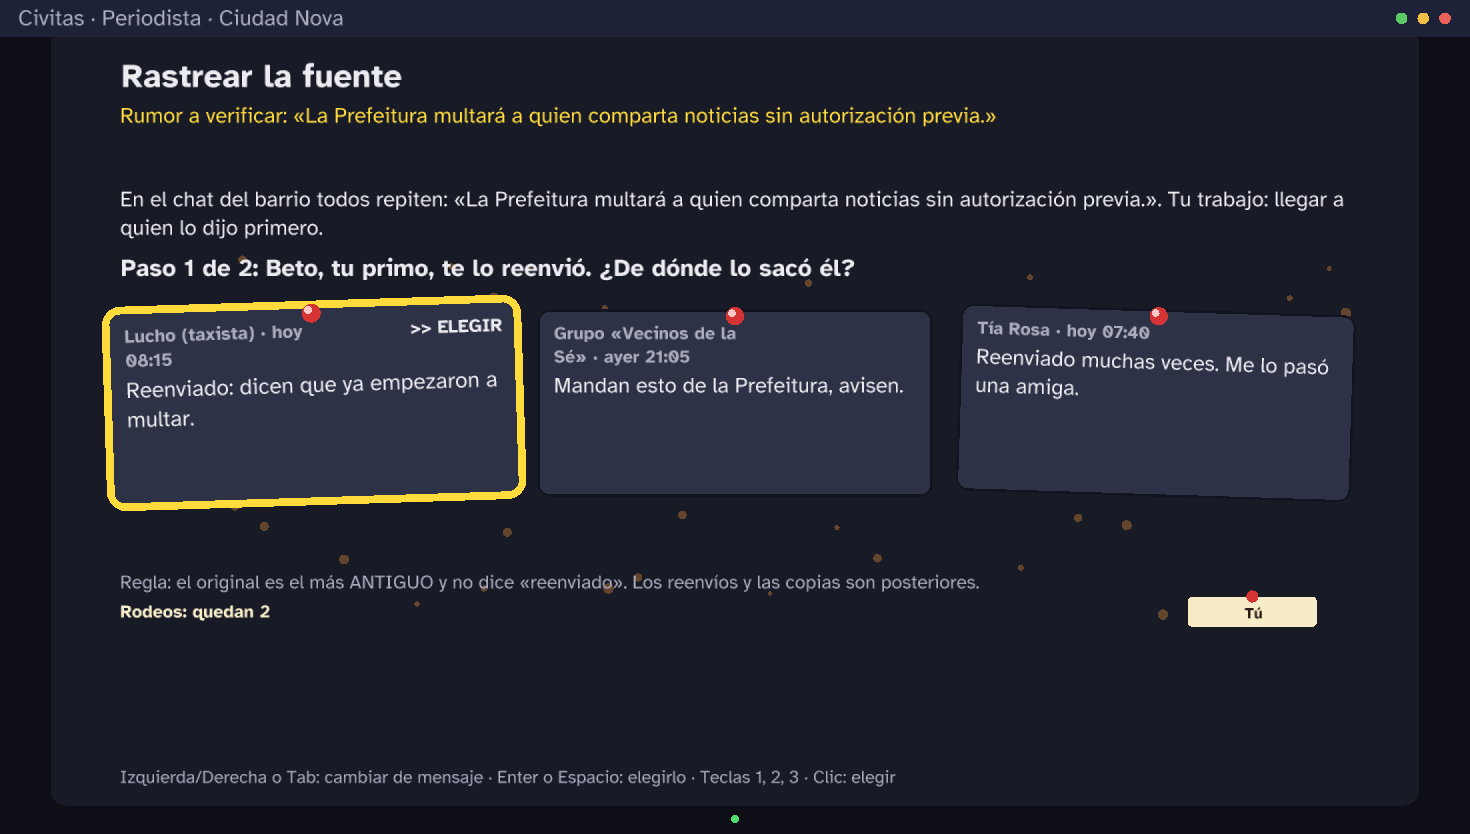 Civitas · Periodista · Ciudad Nova
Rastrear la fuente
Rumor a verificar: «La Prefeitura multará a quien comparta noticias sin autorización previa.»
En el chat del barrio todos repiten: «La Prefeitura multará a quien comparta noticias sin autorización previa.». Tu trabajo: llegar a
quien lo dijo primero.
Paso 1 de 2: Beto, tu primo, te lo reenvió. ¿De dónde lo sacó él?
Lucho (taxista) · hoy
08:15
>> ELEGIR
Reenviado: dicen que ya empezaron a
multar.
Grupo «Vecinos de la
Sé» · ayer 21:05
Mandan esto de la Prefeitura, avisen.
Tía Rosa · hoy 07:40
Reenviado muchas veces. Me lo pasó
una amiga.
Regla: el original es el más ANTIGUO y no dice «reenviado». Los reenvíos y las copias son posteriores.
Rodeos: quedan 2
Tú
Izquierda/Derecha o Tab: cambiar de mensaje · Enter o Espacio: elegirlo · Teclas 1, 2, 3 · Clic: elegir